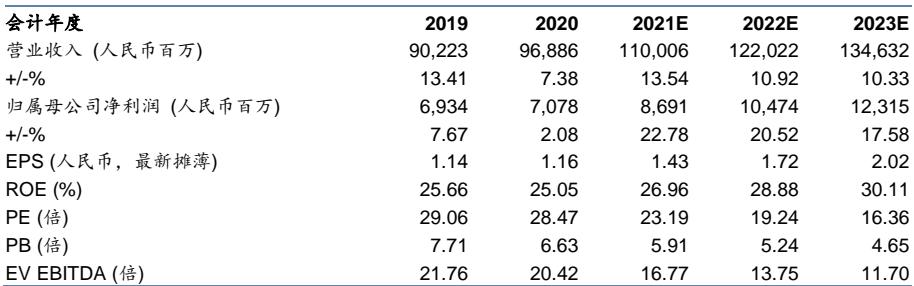 会计年度 2019 2020 2021E 2022E 2023E
营业收入 (人民币百万) 90,223 96,886 110,006 122,022 134,632
+/-% 13.41 7.38 13.54 10.92 10.33
归属母公司净利润 (人民币百万) 6,934 7,078 8,691 10,474 12,315
+/-% 7.67 2.08 22.78 20.52 17.58
EPS (人民币，最新摊薄) 1.14 1.16 1.43 1.72 2.02
ROE (%) 25.66 25.05 26.96 28.88 30.11
PE (倍) 29.06 28.47 23.19 19.24 16.36
PB (倍) 7.71 6.63 5.91 5.24 4.65
EV EBITDA (倍) 21.76 20.42 16.77 13.75 11.70